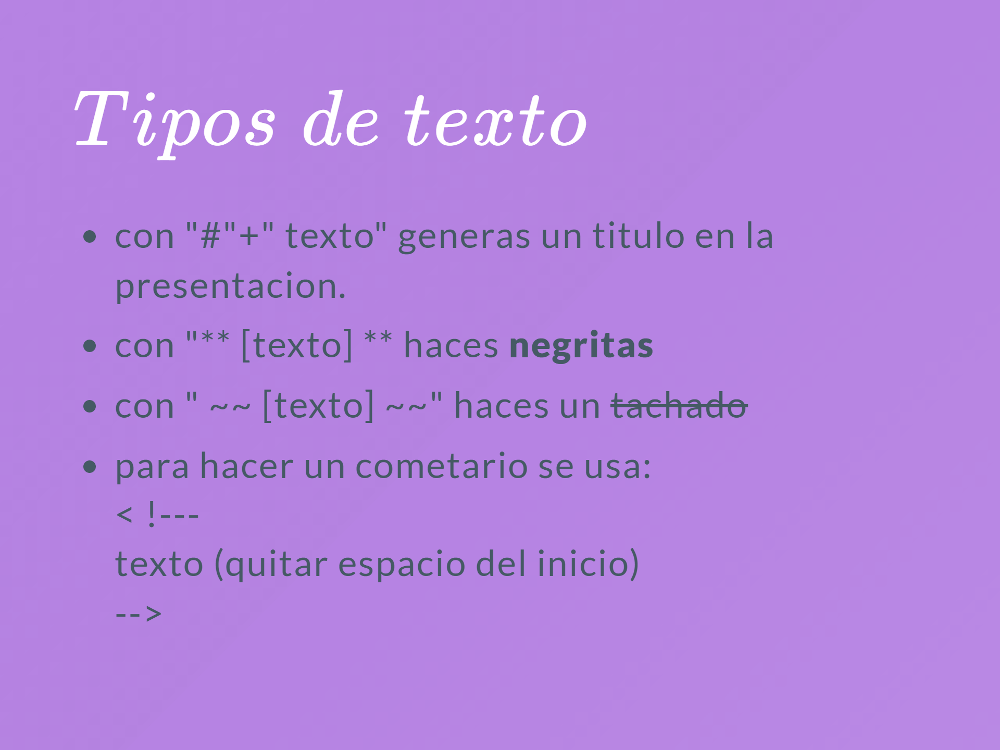 Tipos de texto
• con "#"+" texto" generas un titulo en la
presentacion.
• con "** [texto] ** haces negritas
• con " ~~ [texto] ~~" haces un tachado
• para hacer un cometario se usa:
< !---
texto (quitar espacio del inicio)
-->